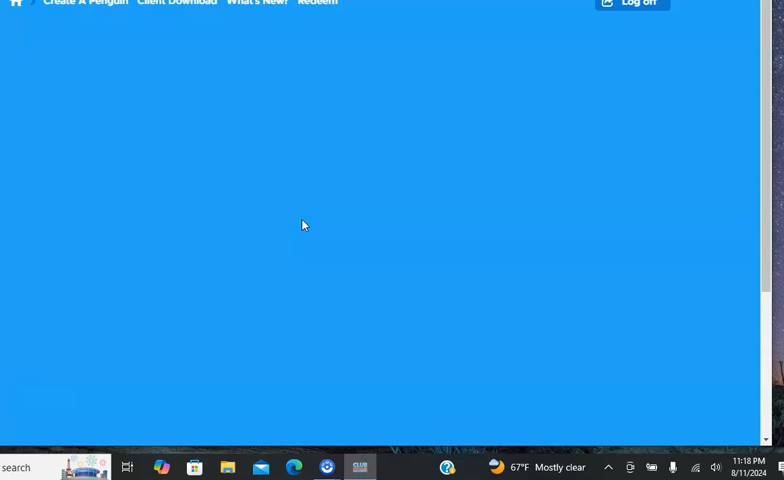 Create A Penguin Client Download What's New? Redeem Log off
search CLUB 67°F Mostly clear 11:18 PM
8/11/2024